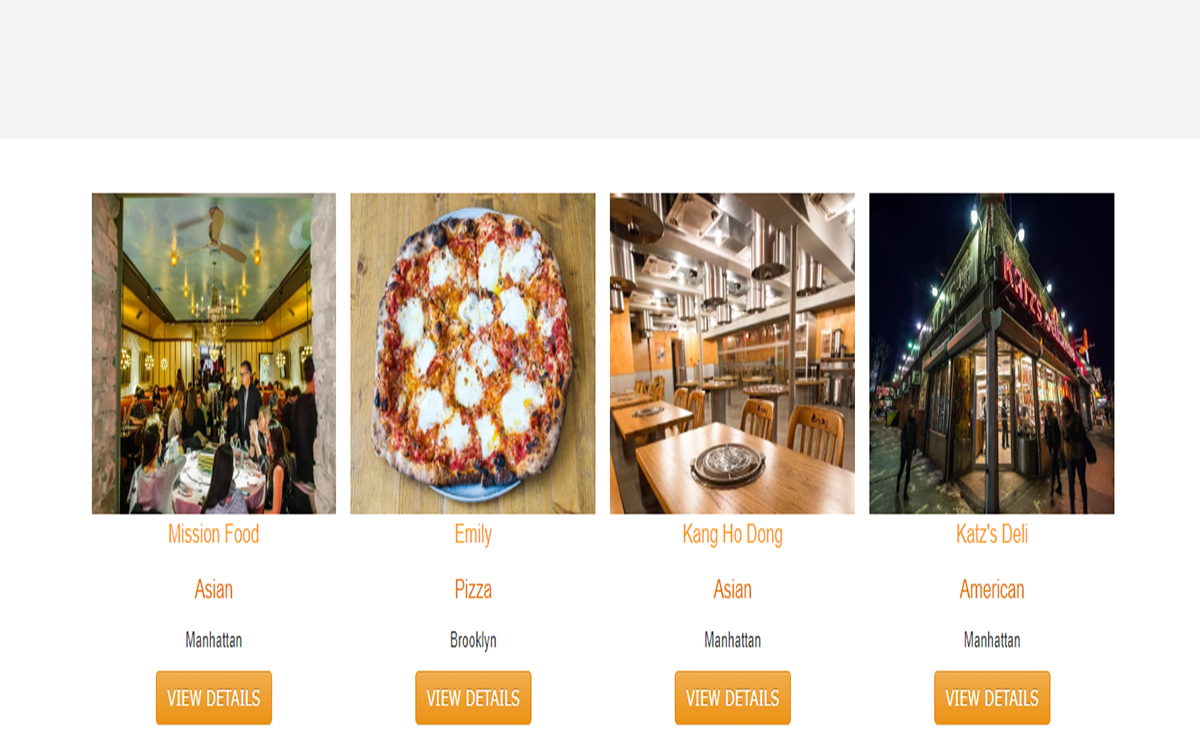 KATZ'S
Mission Food
Emily
Kang Ho Dong
Katz's Deli
Asian
Pizza
Asian
American
Manhattan
Brooklyn
Manhattan
Manhattan
VIEW DETAILS
VIEW DETAILS
VIEW DETAILS
VIEW DETAILS